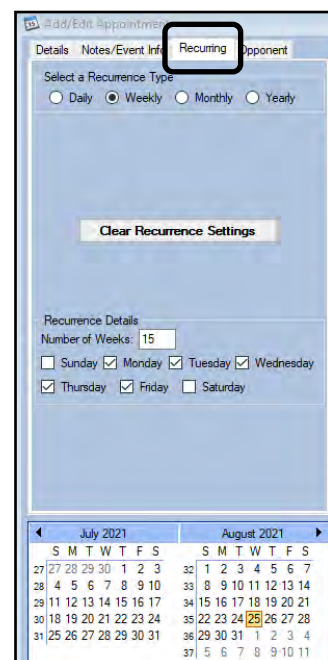 Add/Edit Appointment
Details Notes/Event Info Recurring Opponent
Select a Recurrence Type
Daily Weekly Monthly Yearly
Clear Recurrence Settings
Recurrence Details
Number of Weeks: 15
Sunday Monday Tuesday Wednesday
Thursday Friday Saturday
July 2021 August 2021
S M T W T F S S M T W T F S
27 27 28 29 30 1 2 3 32 1 2 3 4 5 6 7
28 4 5 6 7 8 9 10 33 8 9 10 11 12 13 14
29 11 12 13 14 15 16 17 34 15 16 17 18 19 20 21
30 18 19 20 21 22 23 24 35 22 23 24 25 26 27 28
31 25 26 27 28 29 30 31 36 29 30 31 1 2 3 4
37 5 6 7 8 9 10 11